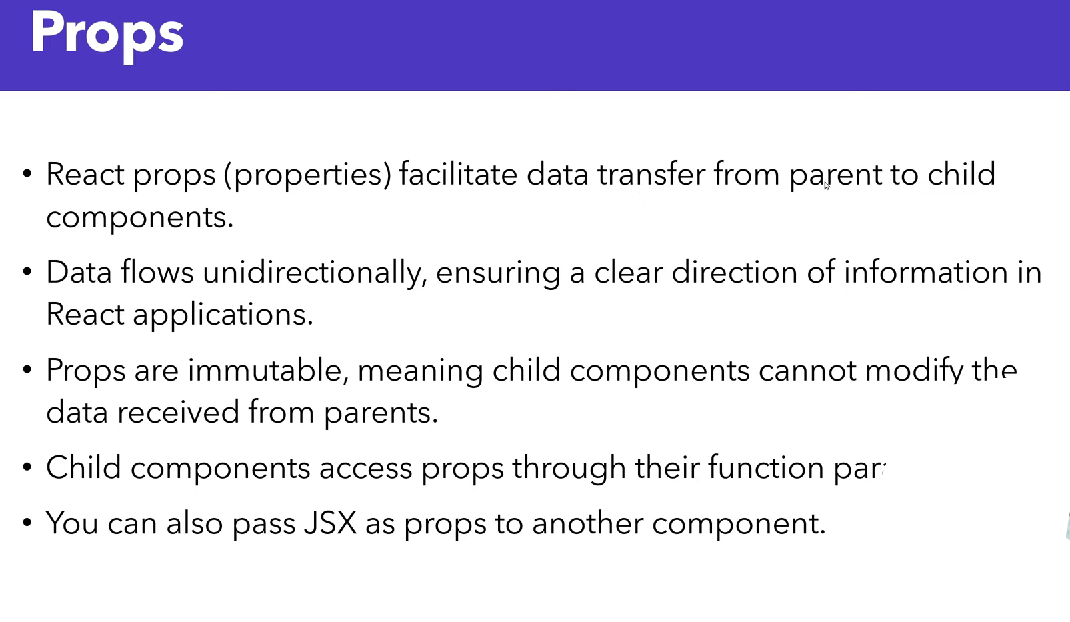 Props
• React props (properties) facilitate data transfer from parent to child
components.
• Data flows unidirectionally, ensuring a clear direction of information in
React applications.
• Props are immutable, meaning child components cannot modify the
data received from parents.
• Child components access props through their function
• You can also pass JSX as props to another component.